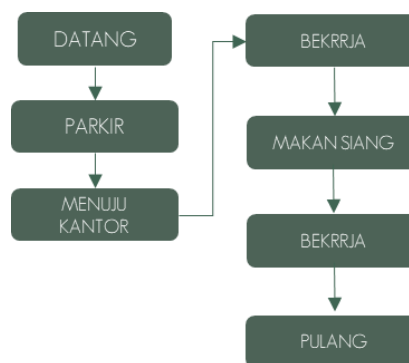 DATANG
PARKIR
MENUJU
KANTOR
BEKRRJA
MAKAN SIANG
BEKRRJA
PULANG